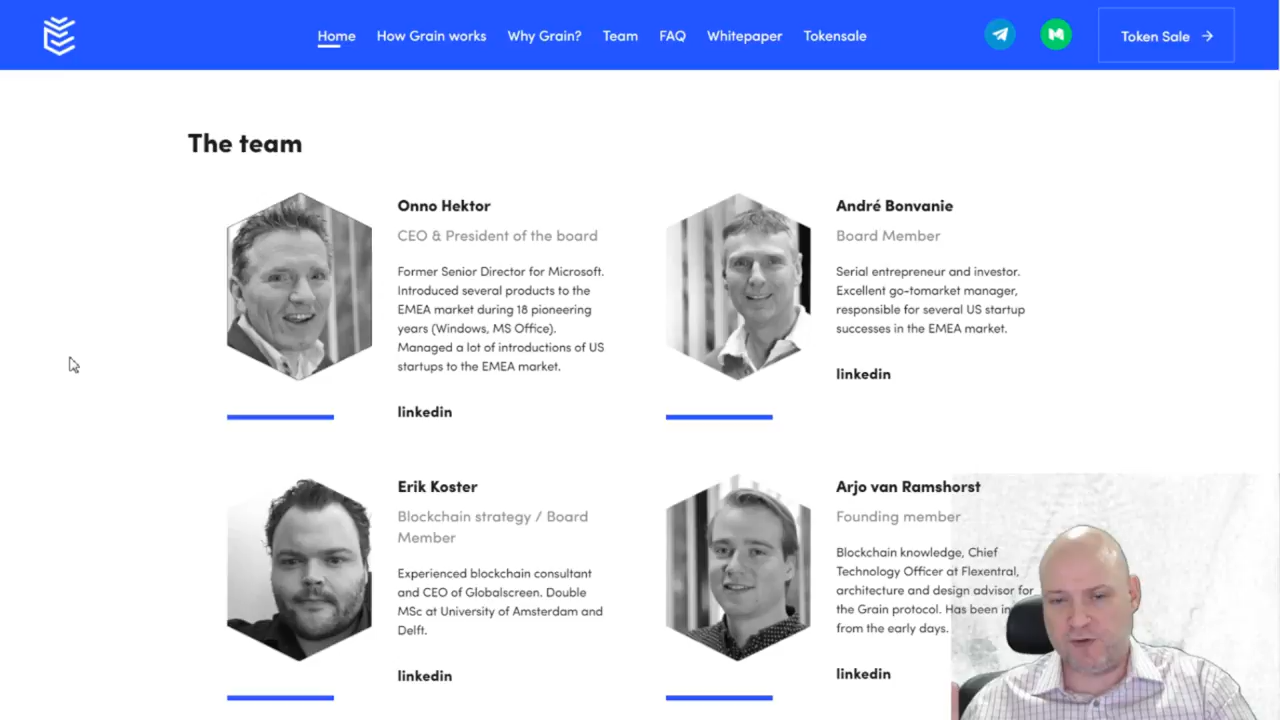 Home
How Grain works
Why Grain?
Team
FAQ
Whitepaper
Tokensale
Token Sale
The team
Onno Hektor
CEO & President of the board
Former Senior Director for Microsoft.
Introduced several products to the
EMEA market during 18 pioneering
years (Windows, MS Office).
Managed a lot of introductions of US
startups to the EMEA market.
linkedin
André Bonvanie
Board Member
Serial entrepreneur and investor.
Excellent go-tomarket manager,
responsible for several US startup
successes in the EMEA market.
linkedin
Erik Koster
Blockchain strategy / Board
Member
Experienced blockchain consultant
and CEO of Globalscreen. Double
MSc at University of Amsterdam and
Delft.
linkedin
Arjo van Ramshorst
Founding member
Blockchain knowledge, Chief
Technology Officer at Flexentral,
architecture and design advisor for
the Grain protocol. Has been
from the early days.
linkedin